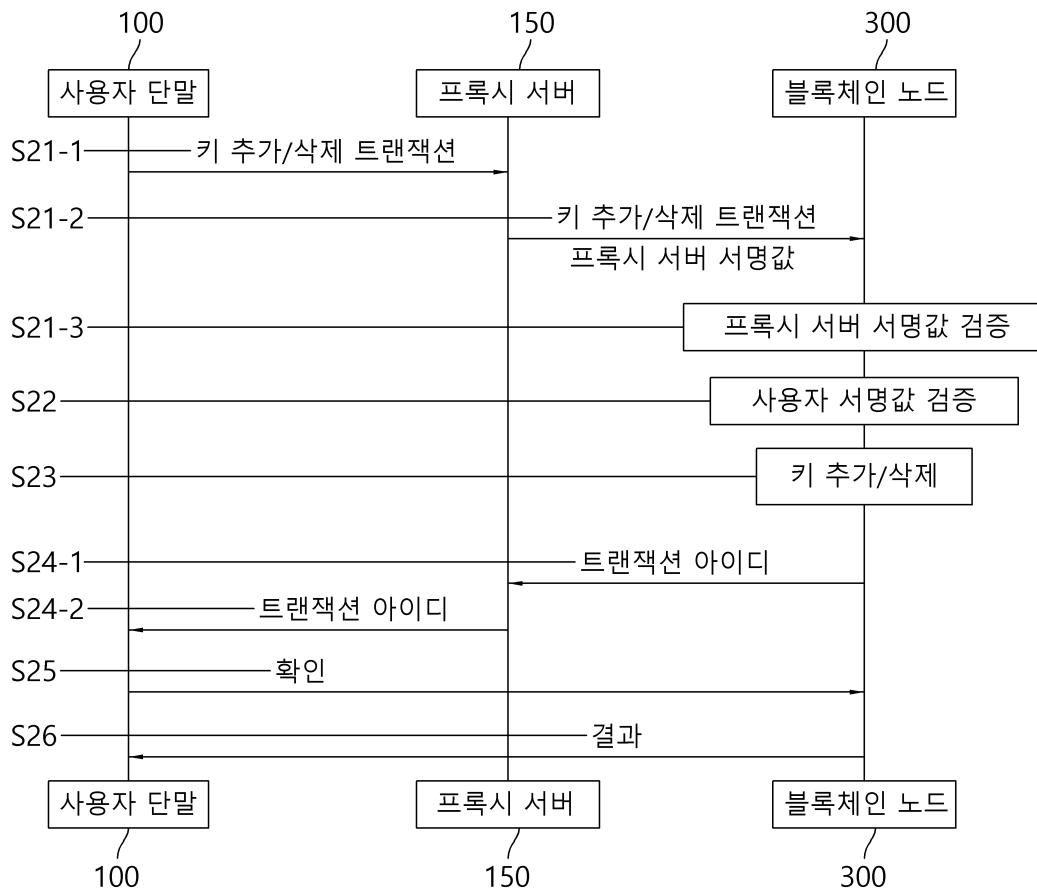 100
150
300
사용자 단말
프록시 서버
블록체인 노드
S21-1
키 추가/삭제 트랜잭션
S21-2
키 추가/삭제 트랜잭션
프록시 서버 서명값
S21-3
프록시 서버 서명값 검증
S22
사용자 서명값 검증
S23
키 추가/삭제
S24-1
트랜잭션 아이디
S24-2
트랜잭션 아이디
S25
확인
S26
결과
사용자 단말
프록시 서버
블록체인 노드
100
150
300